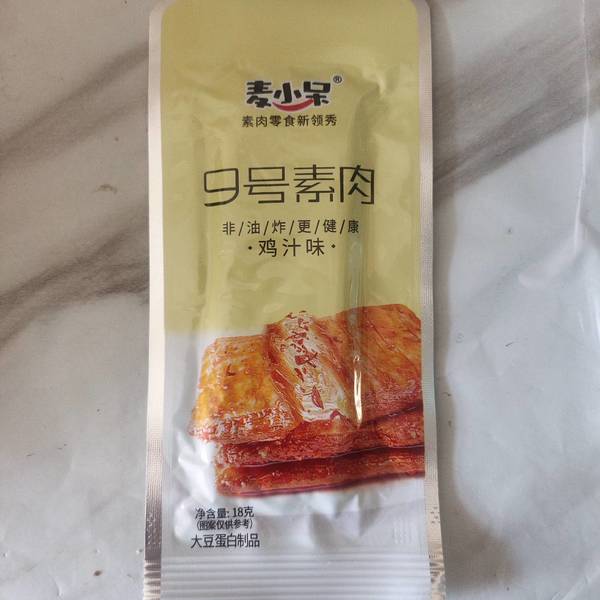 麦小呆®
素肉零食新领秀
9号素肉
非/油/炸/更/健/康
·鸡汁味·
净含量:18克
(图案仅供参考)
大豆蛋白制品